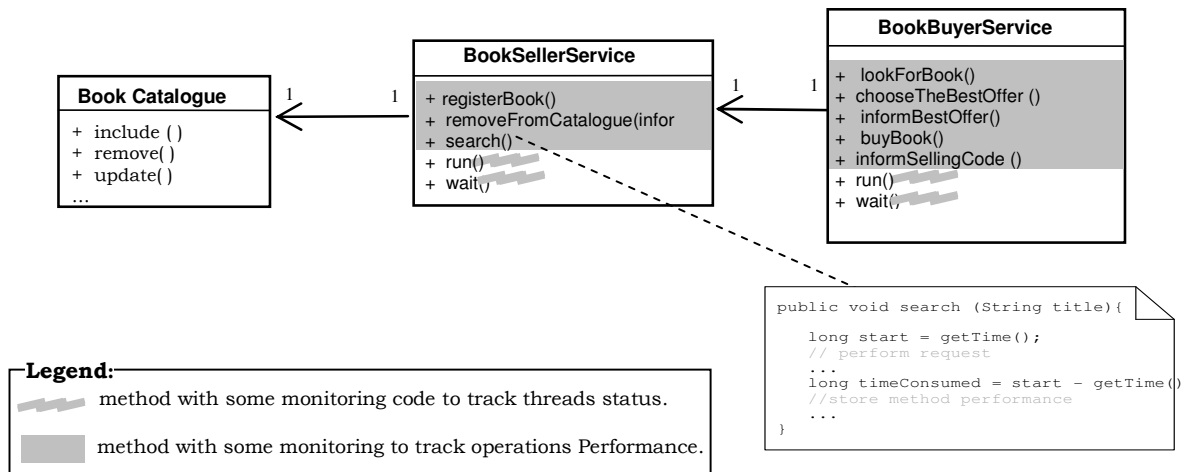 Book Catalogue
+ include ( )
+ remove( )
+ update( )
...
1
1
BookSellerService
+ registerBook()
+ removeFromCatalogue(infor
+ search()
+ run()
+ wait()
1
1
BookBuyerService
+ lookForBook()
+ chooseTheBestOffer ()
+ informBestOffer()
+ buyBook()
+ informSellingCode ()
+ run()
+ wait()
public void search (String title){
long start = getTime();
// perform request
...
long timeConsumed = start – getTime()
//store method performance
...
}
Legend:
method with some monitoring code to track threads status.
method with some monitoring to track operations Performance.